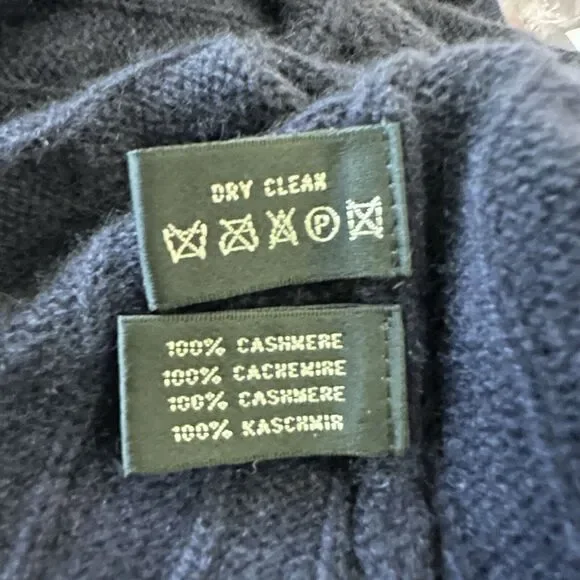 DRY CLEAN
P
100% CASHMERE
100% CACHEMIRE
100% CASHMERE
100% KASCHMIR